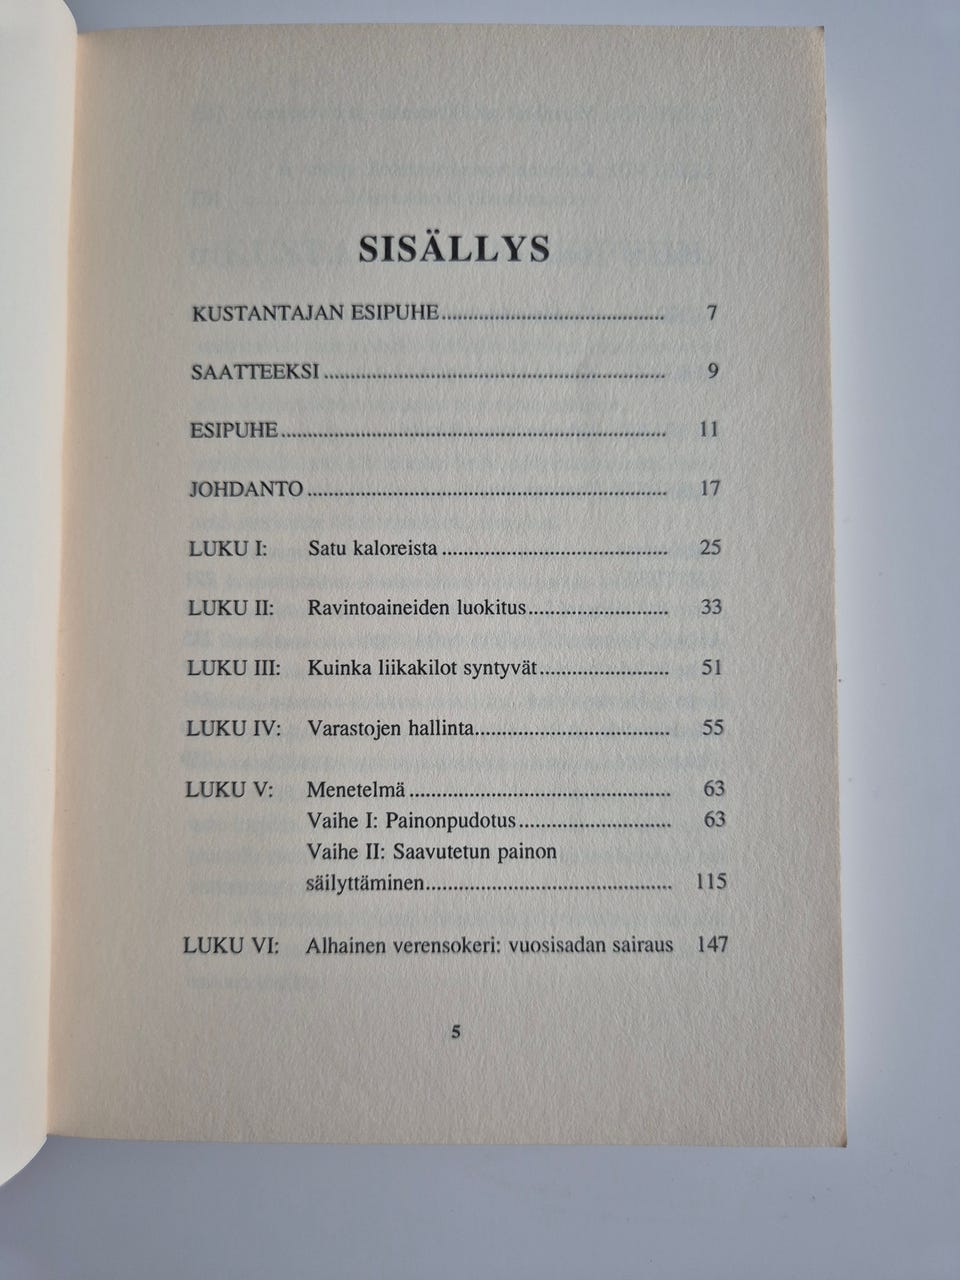 SISÄLLYS
KUSTANTAJAN ESIPUHE........................................ 7
SAATTEEKSI............................................................. 9
ESIPUHE..................................................................... 11
JOHDANTO................................................................ 17
LUKU I: Satu kaloreista........................................ 25
LUKU II: Ravintoaineiden luokitus......................... 33
LUKU III: Kuinka liikakilot syntyvät....................... 51
LUKU IV: Varastojen hallinta................................... 55
LUKU V: Menetelmä............................................... 63
Vaihe I: Painonpudotus........................... 63
Vaihe II: Saavutetun painon
säilyttäminen............................................ 115
LUKU VI: Alhainen verensokeri: vuosisadan sairaus 147
5